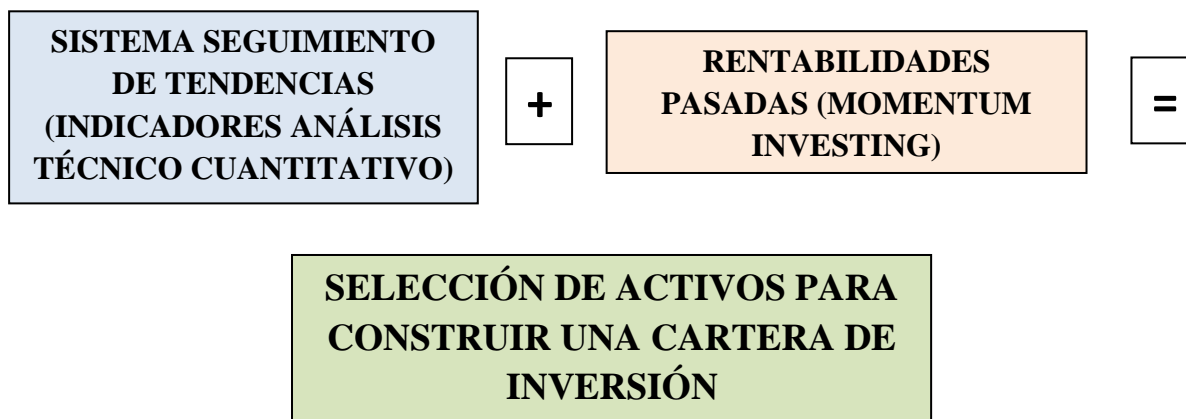 SISTEMA SEGUIMIENTO
DE TENDENCIAS
(INDICADORES ANÁLISIS
TÉCNICO CUANTITATIVO)
+
RENTABILIDADES
PASADAS (MOMENTUM
INVESTING)
=
SELECCIÓN DE ACTIVOS PARA
CONSTRUIR UNA CARTERA DE
INVERSIÓN